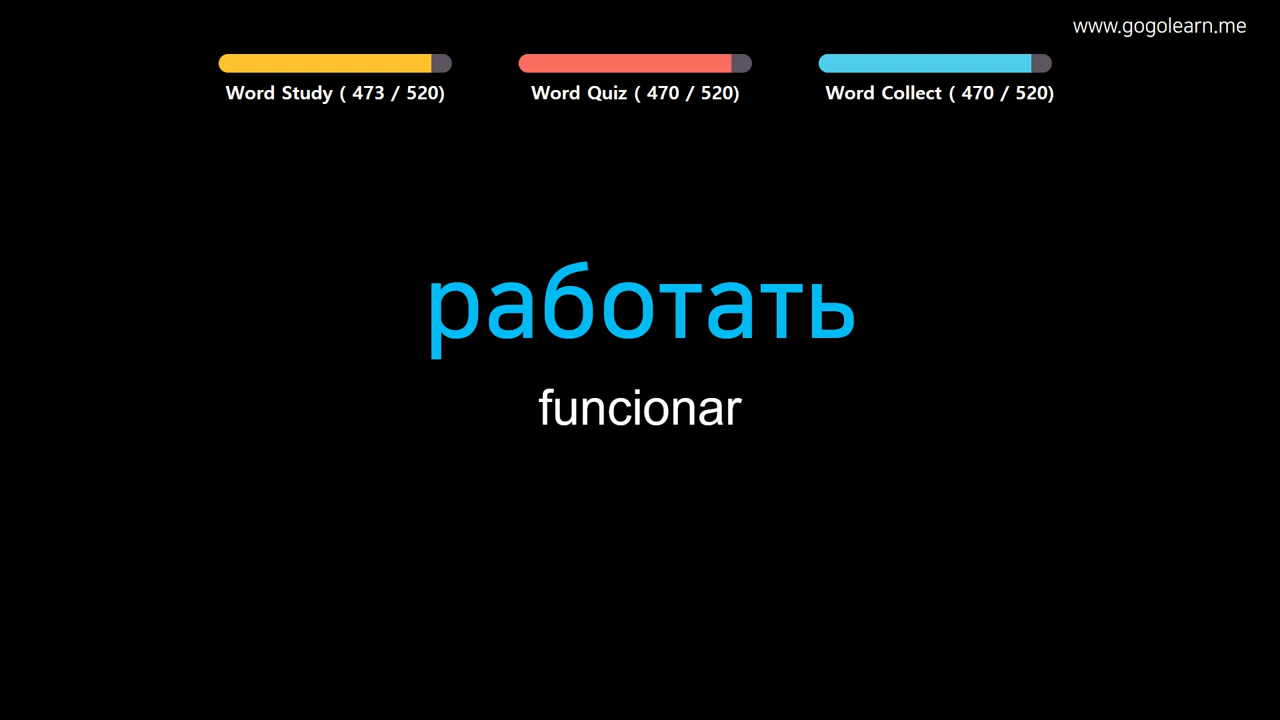 www.gogolearn.me
Word Study ( 473 / 520)
Word Quiz ( 470 / 520)
Word Collect ( 470 / 520)
работать
funcionar